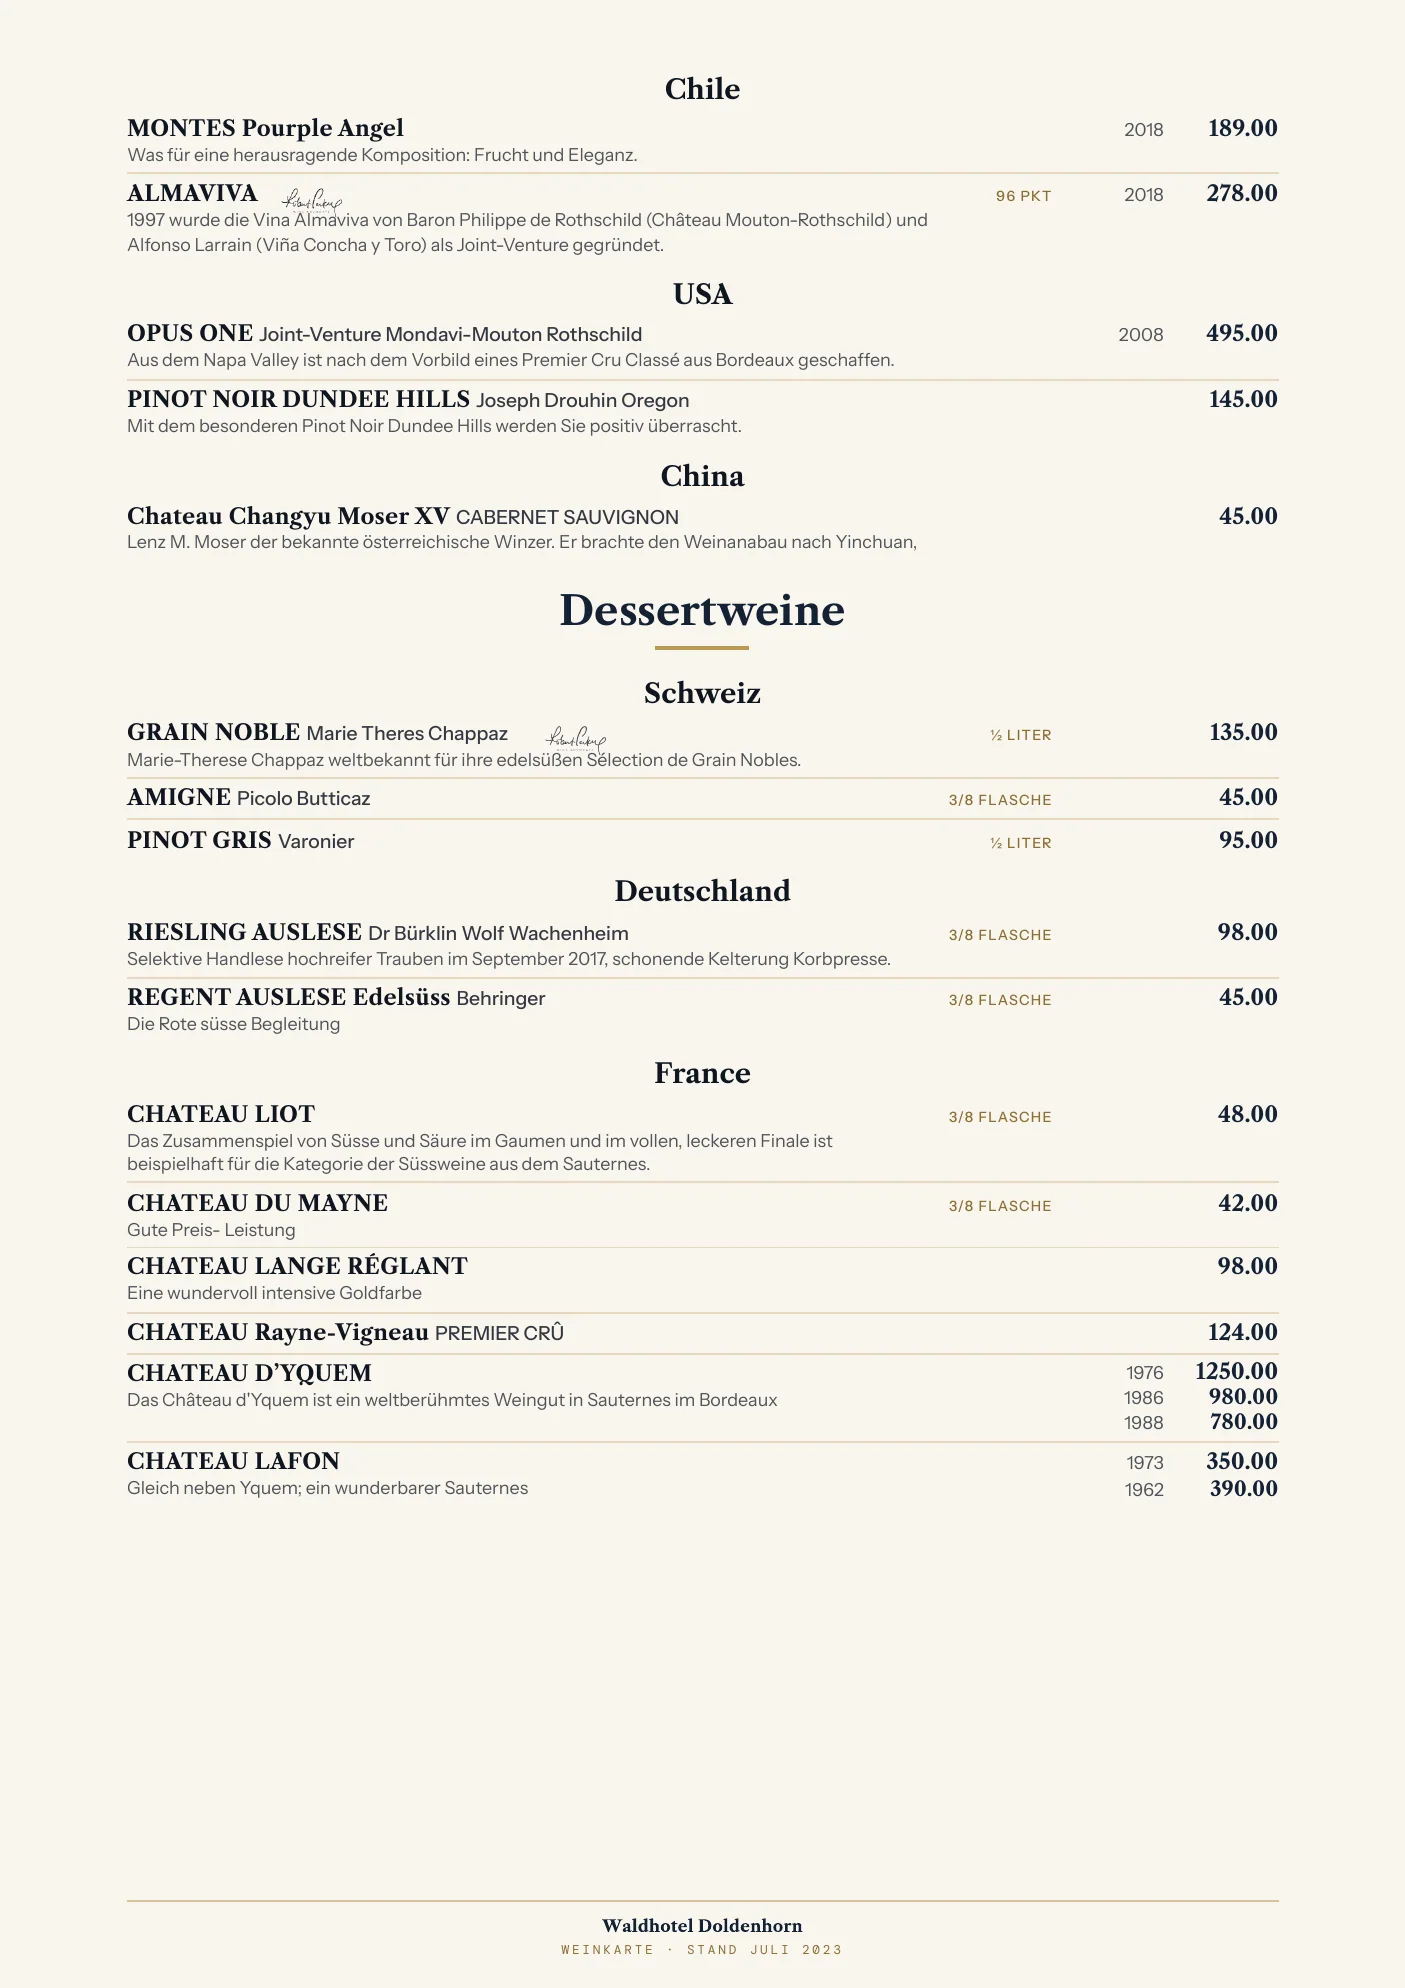 Chile
MONTES Pourple Angel 2018 189.00
Was für eine herausragende Komposition: Frucht und Eleganz.
ALMAVIVA Robert Parker 96 PKT 2018 278.00
1997 wurde die Vina Almaviva von Baron Philippe de Rothschild (Château Mouton-Rothschild) und
Alfonso Larrain (Viña Concha y Toro) als Joint-Venture gegründet.
USA
OPUS ONE Joint-Venture Mondavi-Mouton Rothschild 2008 495.00
Aus dem Napa Valley ist nach dem Vorbild eines Premier Cru Classé aus Bordeaux geschaffen.
PINOT NOIR DUNDEE HILLS Joseph Drouhin Oregon 145.00
Mit dem besonderen Pinot Noir Dundee Hills werden Sie positiv überrascht.
China
Chateau Changyu Moser XV CABERNET SAUVIGNON 45.00
Lenz M. Moser der bekannte österreichische Winzer. Er brachte den Weinanabau nach Yinchuan,
Dessertweine
Schweiz
GRAIN NOBLE Marie Theres Chappaz Robert Parker ½ LITER 135.00
Marie-Therese Chappaz weltbekannt für ihre edelsüßen Sélection de Grain Nobles.
AMIGNE Picolo Butticaz 3/8 FLASCHE 45.00
PINOT GRIS Varonier ½ LITER 95.00
Deutschland
RIESLING AUSLESE Dr Bürklin Wolf Wachenheim 3/8 FLASCHE 98.00
Selektive Handlese hochreifer Trauben im September 2017, schonende Kelterung Korbpresse.
REGENT AUSLESE Edelsüss Behringer 3/8 FLASCHE 45.00
Die Rote süsse Begleitung
France
CHATEAU LIOT 3/8 FLASCHE 48.00
Das Zusammenspiel von Süsse und Säure im Gaumen und im vollen, leckeren Finale ist
beispielhaft für die Kategorie der Süssweine aus dem Sauternes.
CHATEAU DU MAYNE 3/8 FLASCHE 42.00
Gute Preis- Leistung
CHATEAU LANGE RÉGLANT 98.00
Eine wundervoll intensive Goldfarbe
CHATEAU Rayne-Vigneau PREMIER CRÛ 124.00
CHATEAU D’YQUEM 1976 1250.00
Das Château d'Yquem ist ein weltberühmtes Weingut in Sauternes im Bordeaux 1986 980.00
1988 780.00
CHATEAU LAFON 1973 350.00
Gleich neben Yquem; ein wunderbarer Sauternes 1962 390.00
Waldhotel Doldenhorn
WEINKARTE · STAND JULI 2023